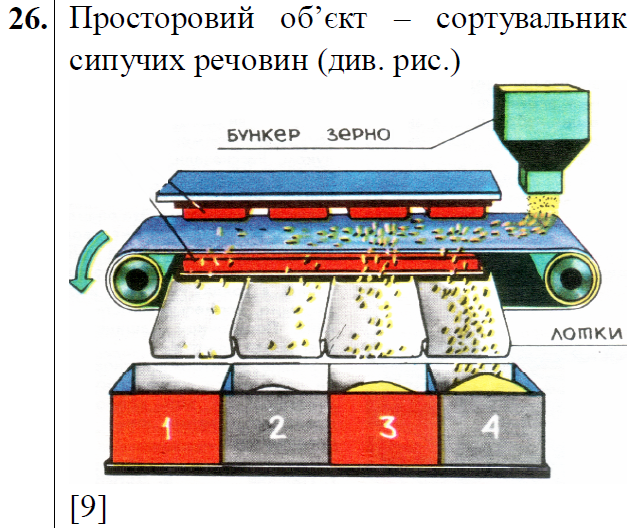 26. Просторовий об’єкт – сортувальник
сипучих речовин (див. рис.)
БУНКЕР ЗЕРНО
ЛОТКИ
1 2 3 4
[9]